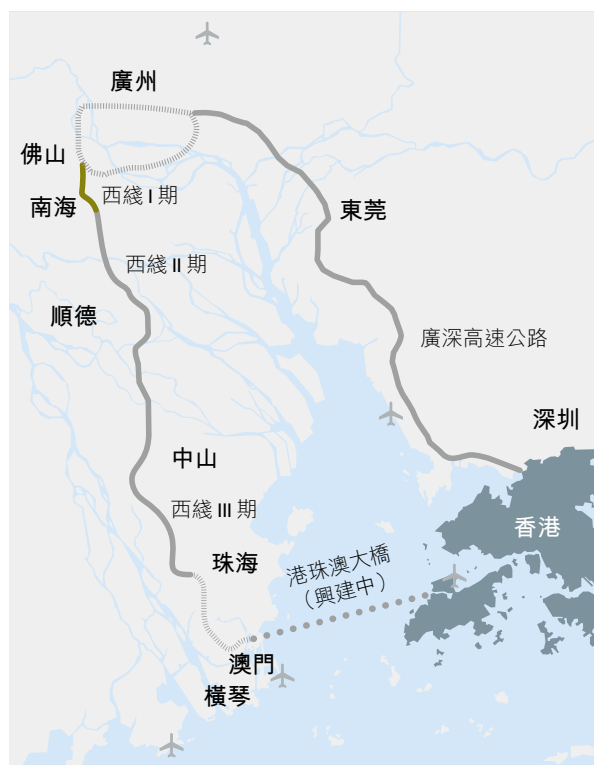 廣州
佛山
南海
西綫 I 期
東莞
西綫 II 期
順德
廣深高速公路
深圳
中山
西綫 III 期
香港
珠海
港珠澳大橋
（興建中）
澳門
橫琴